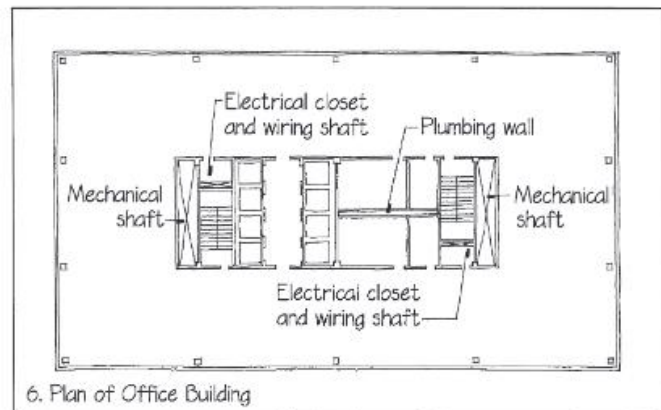 Electrical closet
and wiring shaft
Plumbing wall
Mechanical
shaft
Mechanical
shaft
Electrical closet
and wiring shaft
6. Plan of Office Building